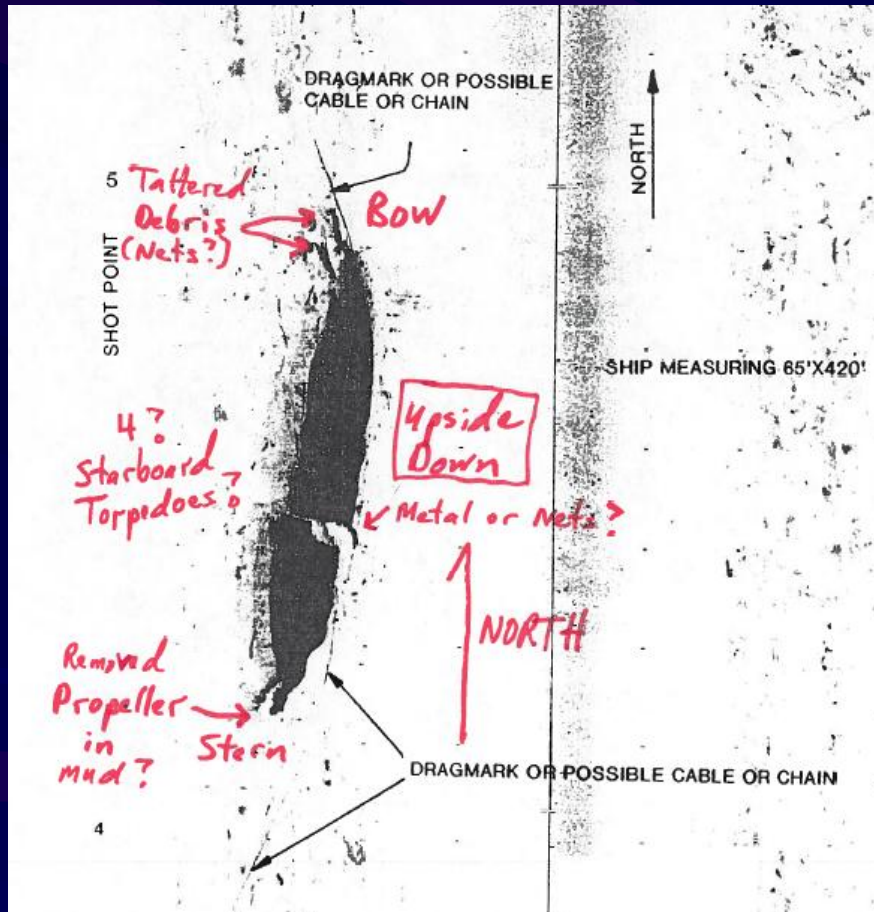 DRAGMARK OR POSSIBLE
CABLE OR CHAIN
NORTH
5
Tattered
Debris
(Nets?)
Bow
SHOT POINT
SHIP MEASURING 65'X420'
Upside
Down
4?
Starboard
Torpedoes?
Metal or Nets?
NORTH
Removed
Propeller
in
mud?
Stern
DRAGMARK OR POSSIBLE CABLE OR CHAIN
4